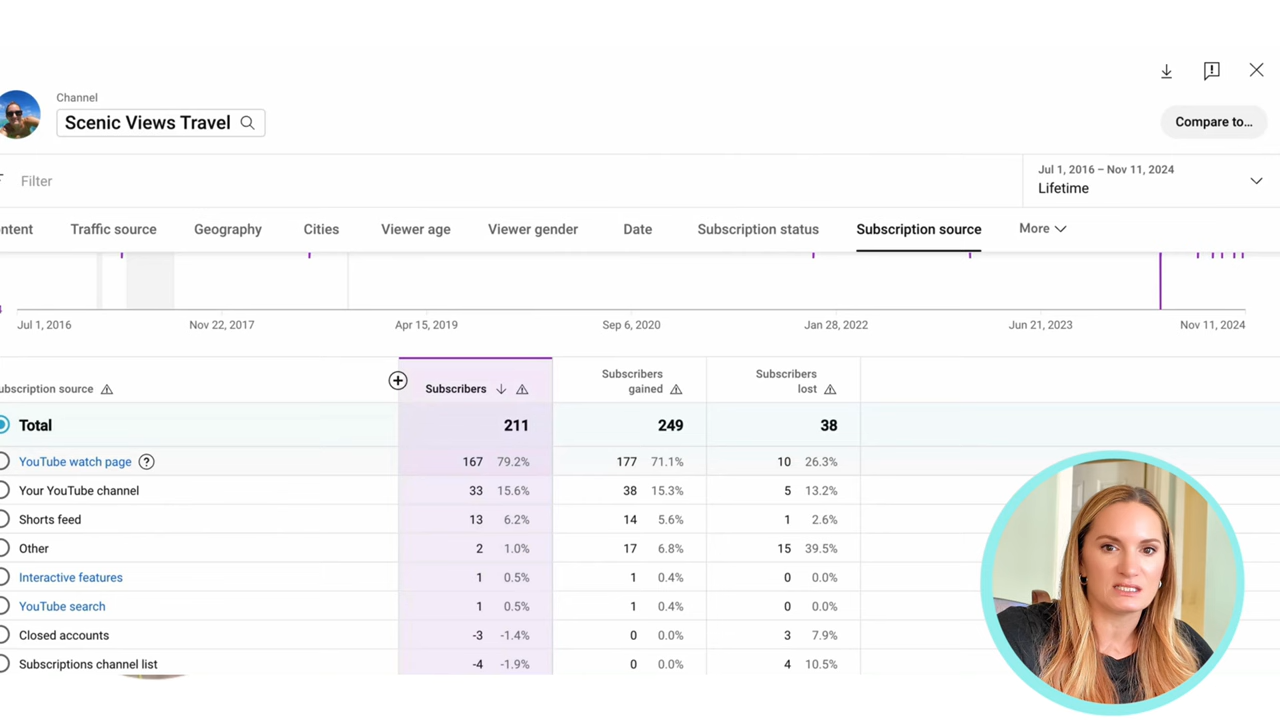 Channel
Scenic Views Travel
Compare to...
Filter
Jul 1, 2016 – Nov 11, 2024
Lifetime
ntent Traffic source Geography Cities Viewer age Viewer gender Date Subscription status Subscription source More
Jul 1, 2016 Nov 22, 2017 Apr 15, 2019 Sep 6, 2020 Jan 28, 2022 Jun 21, 2023 Nov 11, 2024
ubscription source Subscribers Subscribers gained Subscribers lost
Total 211 249 38
YouTube watch page 167 79.2% 177 71.1% 10 26.3%
Your YouTube channel 33 15.6% 38 15.3% 5 13.2%
Shorts feed 13 6.2% 14 5.6% 1 2.6%
Other 2 1.0% 17 6.8% 15 39.5%
Interactive features 1 0.5% 1 0.4% 0 0.0%
YouTube search 1 0.5% 1 0.4% 0 0.0%
Closed accounts -3 -1.4% 0 0.0% 3 7.9%
Subscriptions channel list -4 -1.9% 0 0.0% 4 10.5%